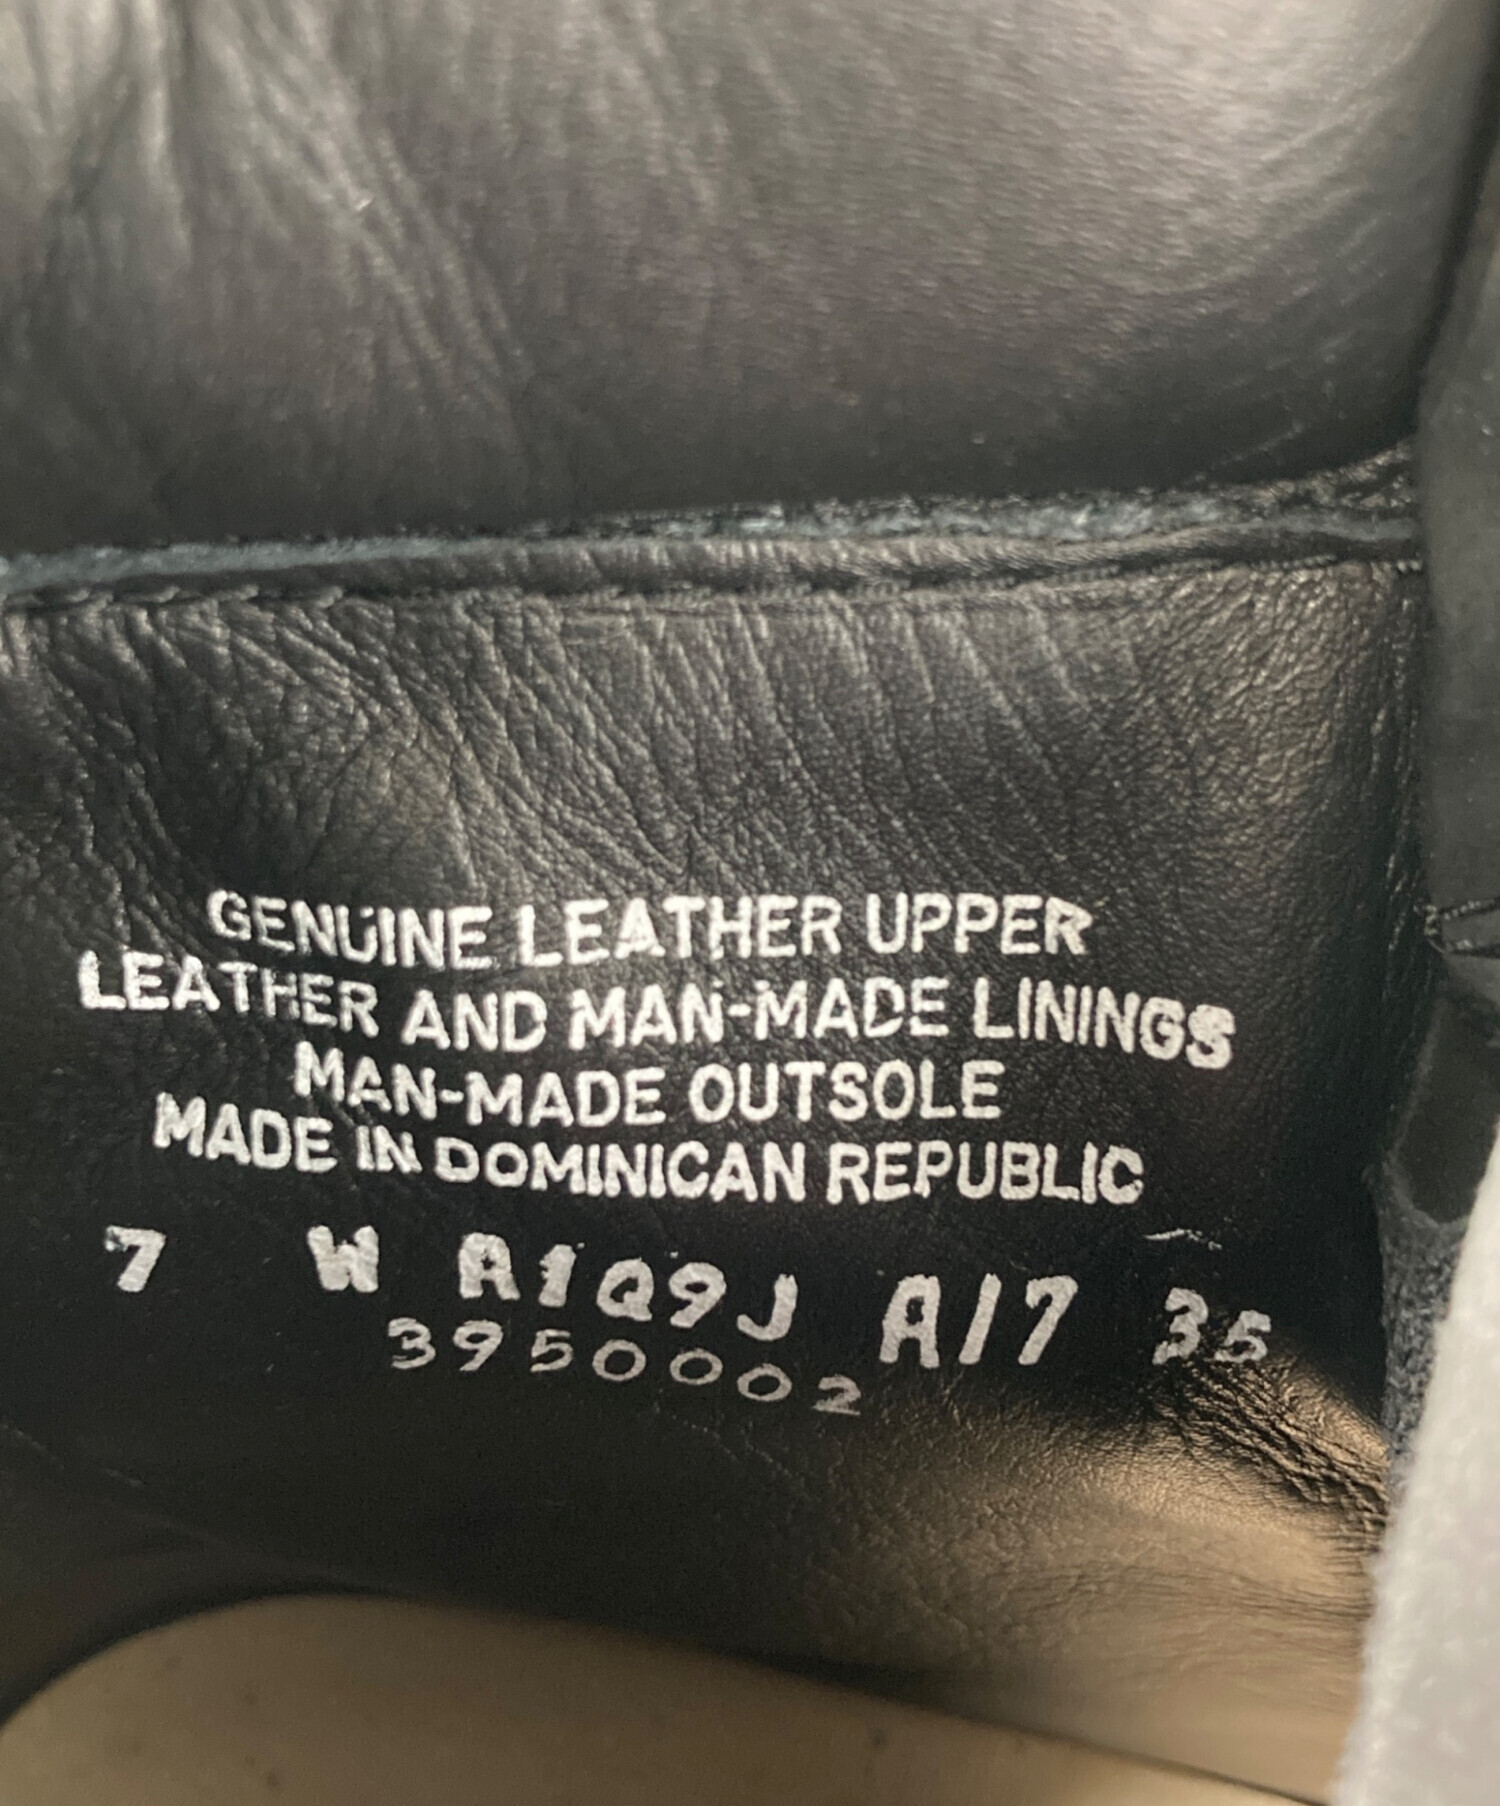 GENUINE LEATHER UPPER
LEATHER AND MAN-MADE LININGS
MAN-MADE OUTSOLE
MADE IN DOMINICAN REPUBLIC
7 W A1Q9J A17 35
3950002